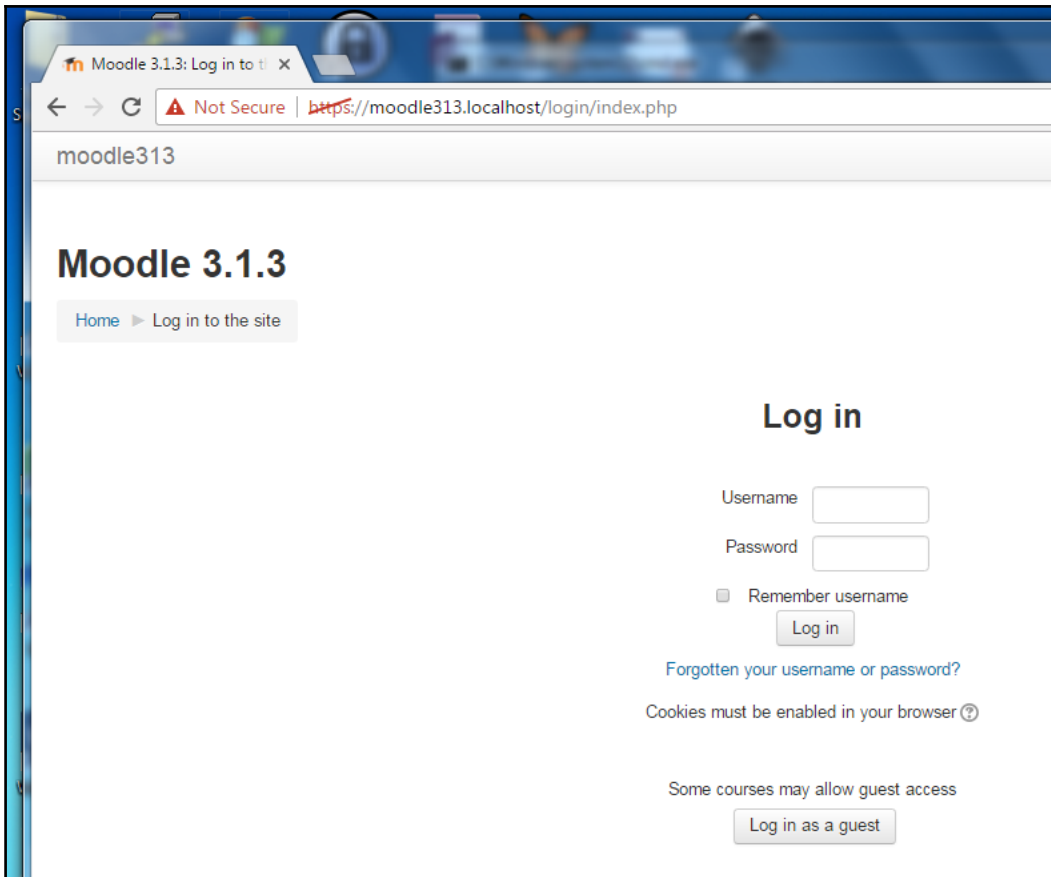 Moodle 3.1.3: Log in to t
Not Secure | https://moodle313.localhost/login/index.php
moodle313
Moodle 3.1.3
Home ► Log in to the site
Log in
Username
Password
Remember username
Log in
Forgotten your username or password?
Cookies must be enabled in your browser
Some courses may allow guest access
Log in as a guest